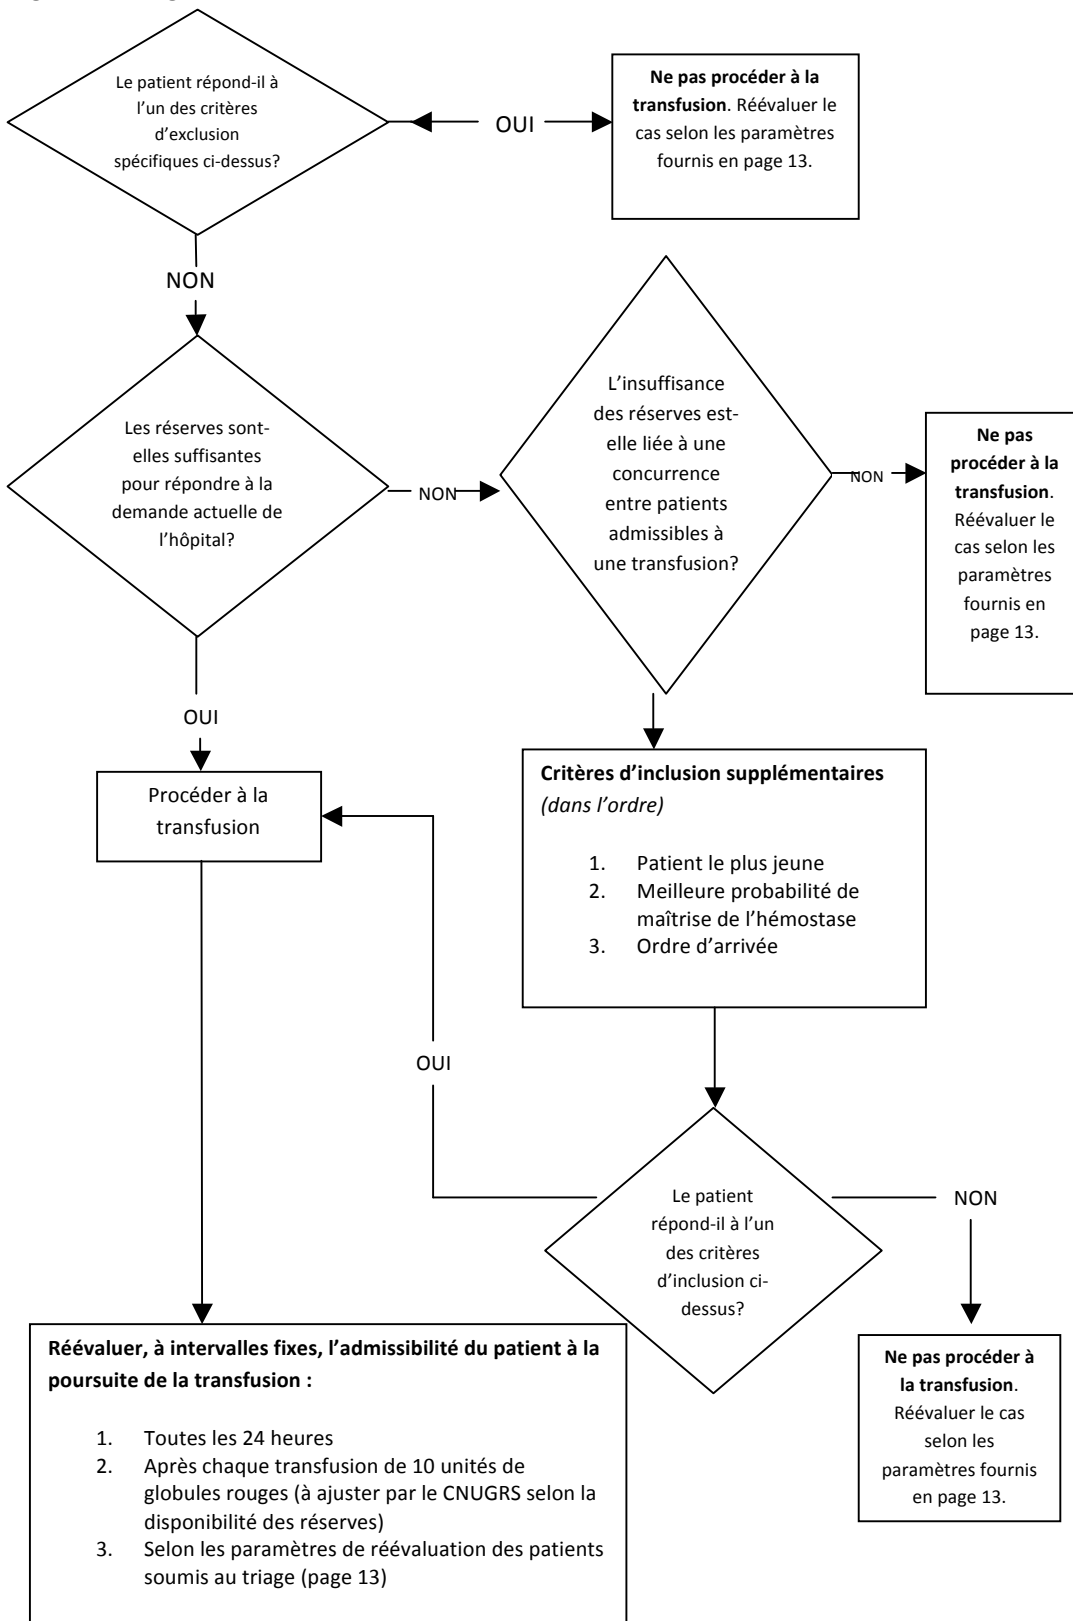 Le patient répond-il à
l’un des critères
d’exclusion
spécifiques ci-dessus?
OUI
Ne pas procéder à la
transfusion. Réévaluer le
cas selon les paramètres
fournis en page 13.
NON
Les réserves sont-
elles suffisantes
pour répondre à la
demande actuelle de
l’hôpital?
NON
L’insuffisance
des réserves est-
elle liée à une
concurrence
entre patients
admissibles à
une transfusion?
NON
Ne pas
procéder à la
transfusion.
Réévaluer le
cas selon les
paramètres
fournis en
page 13.
OUI
Procéder à la
transfusion
Critères d’inclusion supplémentaires
(dans l’ordre)
1. Patient le plus jeune
2. Meilleure probabilité de
maîtrise de l’hémostase
3. Ordre d’arrivée
OUI
Le patient
répond-il à l’un
des critères
d’inclusion ci-
dessus?
NON
Ne pas procéder à
la transfusion.
Réévaluer le cas
selon les
paramètres fournis
en page 13.
Réévaluer, à intervalles fixes, l’admissibilité du patient à la
poursuite de la transfusion :
1. Toutes les 24 heures
2. Après chaque transfusion de 10 unités de
globules rouges (à ajuster par le CNUGRS selon la
disponibilité des réserves)
3. Selon les paramètres de réévaluation des patients
soumis au triage (page 13)